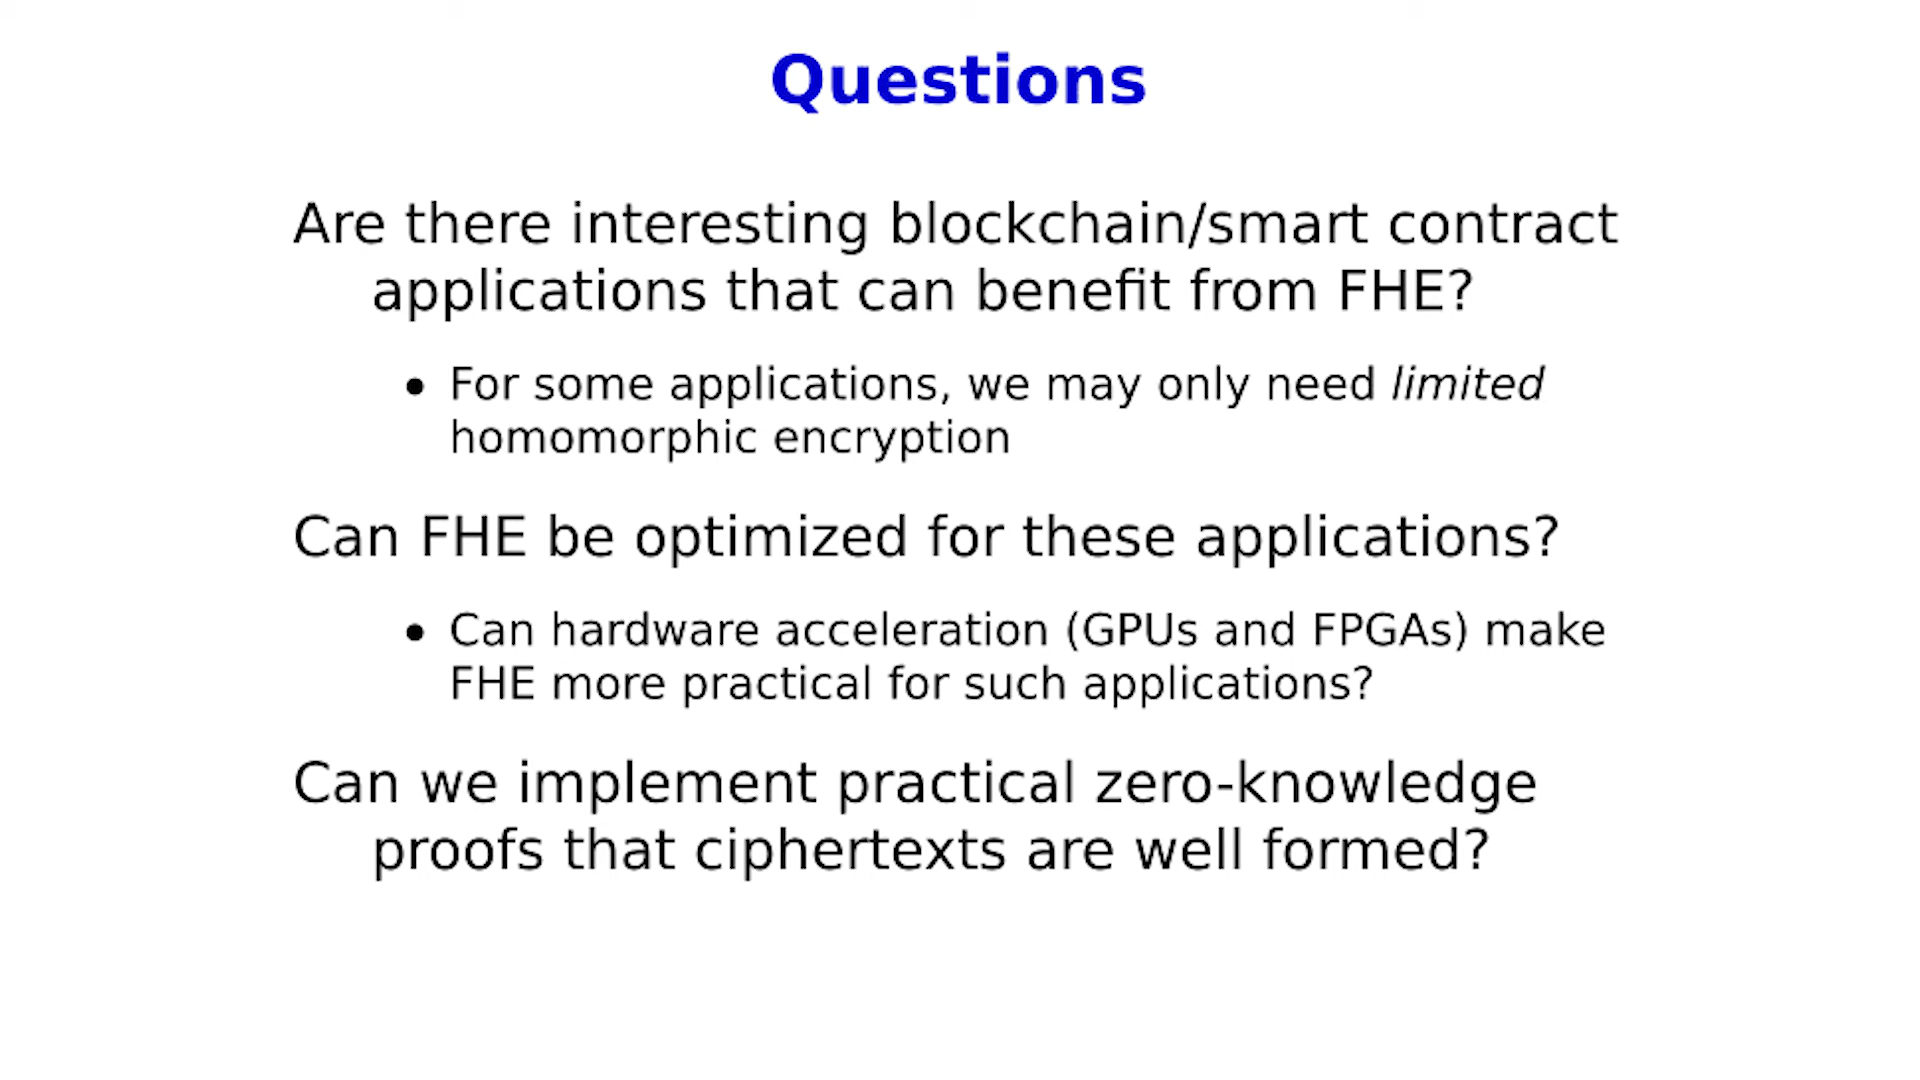 Questions
Are there interesting blockchain/smart contract
applications that can benefit from FHE?
• For some applications, we may only need limited
homomorphic encryption
Can FHE be optimized for these applications?
• Can hardware acceleration (GPUs and FPGAs) make
FHE more practical for such applications?
Can we implement practical zero-knowledge
proofs that ciphertexts are well formed?